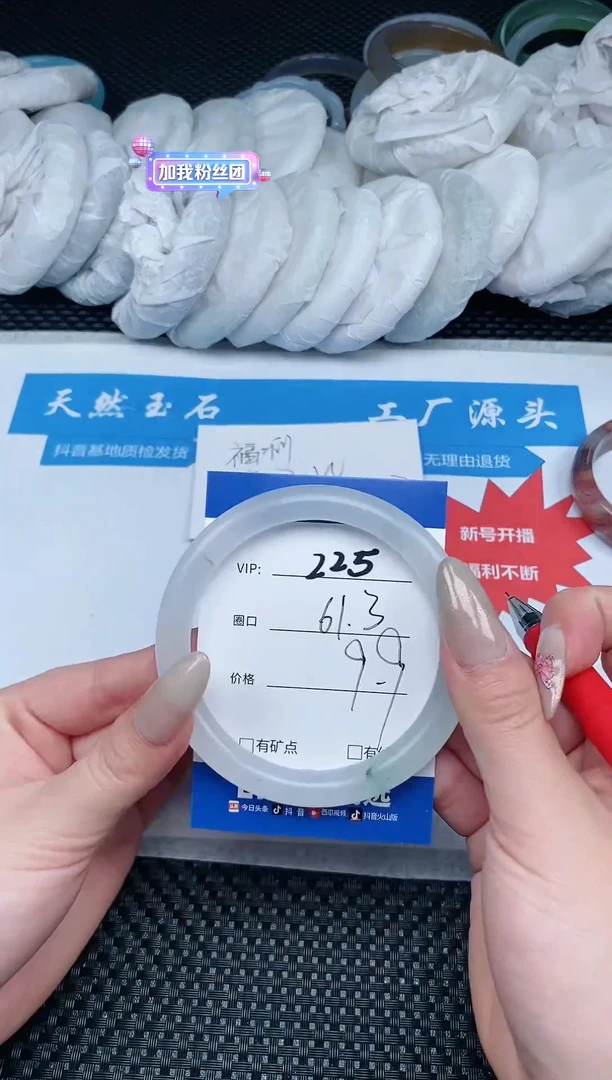 加我粉丝团
天然玉石 工厂源头
抖音基地质检发货 无理由退货
福利
新号开播
福利不断
VIP: 225
圈口 61.3
价格
□有矿点 □有
今日头条 抖音 西瓜视频 抖音火山版